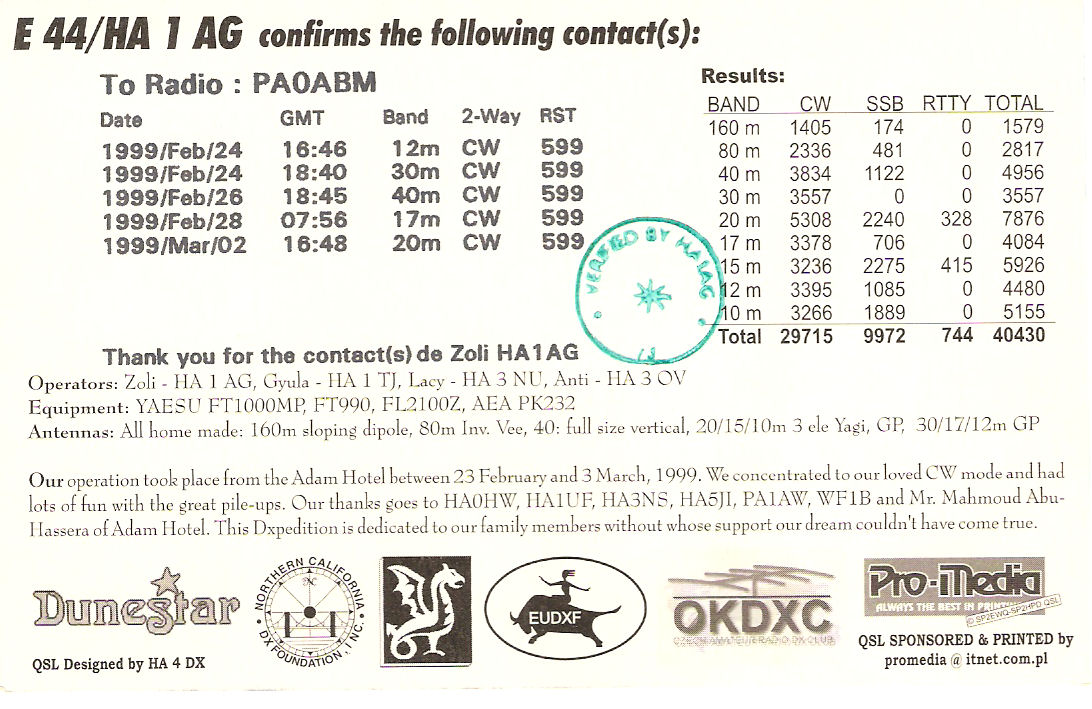 E 44/HA 1 AG confirms the following contact(s):
To Radio : PA0ABM
Date GMT Band 2-Way RST
1999/Feb/24 16:46 12m CW 599
1999/Feb/24 18:40 30m CW 599
1999/Feb/26 18:45 40m CW 599
1999/Feb/28 07:56 17m CW 599
1999/Mar/02 16:48 20m CW 599
Thank you for the contact(s) de Zoli HA1AG
Results:
BAND CW SSB RTTY TOTAL
160 m 1405 174 0 1579
80 m 2336 481 0 2817
40 m 3834 1122 0 4956
30 m 3557 0 0 3557
20 m 5308 2240 328 7876
17 m 3378 706 0 4084
15 m 3236 2275 415 5926
12 m 3395 1085 0 4480
10 m 3266 1889 0 5155
Total 29715 9972 744 40430
VERIFIED BY HA1AG
13
Operators: Zoli - HA 1 AG, Gyula - HA 1 TJ, Lacy - HA 3 NU, Anti - HA 3 OV
Equipment: YAESU FT1000MP, FT990, FL2100Z, AEA PK232
Antennas: All home made: 160m sloping dipole, 80m Inv. Vee, 40: full size vertical, 20/15/10m 3 ele Yagi, GP, 30/17/12m GP
Our operation took place from the Adam Hotel between 23 February and 3 March, 1999. We concentrated to our loved CW mode and had
lots of fun with the great pile-ups. Our thanks goes to HA0HW, HA1UF, HA3NS, HA5JI, PA1AW, WF1B and Mr. Mahmoud Abu-
Hassera of Adam Hotel. This Dxpedition is dedicated to our family members without whose support our dream couldn't have come true.
Dunestar
QSL Designed by HA 4 DX
NORTHERN CALIFORNIA
DX FOUNDATION, INC.
EUDXF
OKDXC
CZECH AMATEUR RADIO DX CLUB
Pro-iMedia
ALWAYS THE BEST IN
© SP2EWQ-SP2HPD QSL
QSL SPONSORED & PRINTED by
promedia @ itnet.com.pl